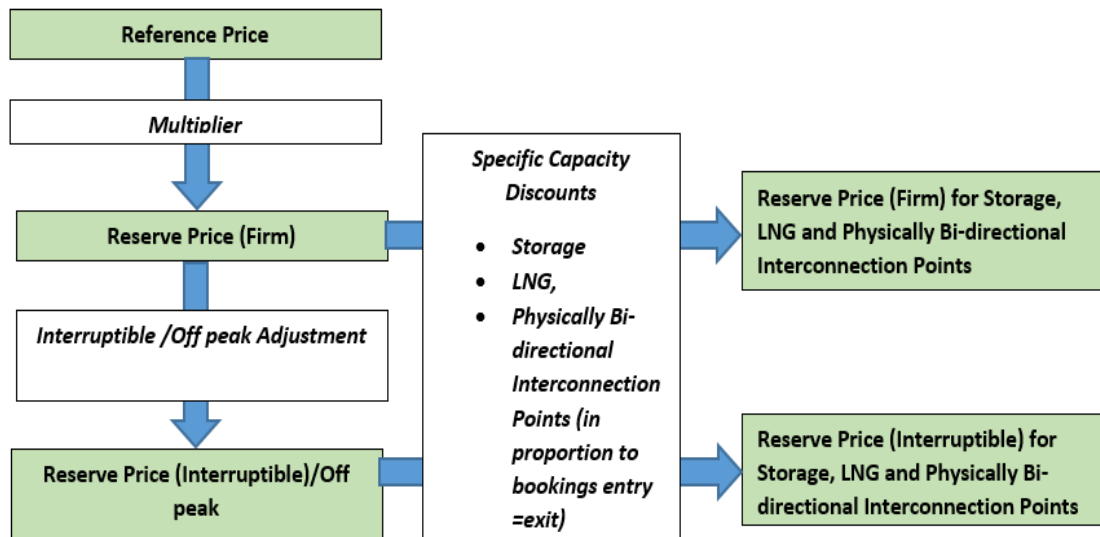 Reference Price
Multiplier
Reserve Price (Firm)
Interruptible /Off peak Adjustment
Reserve Price (Interruptible)/Off
peak
Specific Capacity
Discounts
• Storage
• LNG,
• Physically Bi-
directional
Interconnection
Points (in
proportion to
bookings entry
=exit)
Reserve Price (Firm) for Storage,
LNG and Physically Bi-directional
Interconnection Points
Reserve Price (Interruptible) for
Storage, LNG and Physically Bi-
directional Interconnection Points